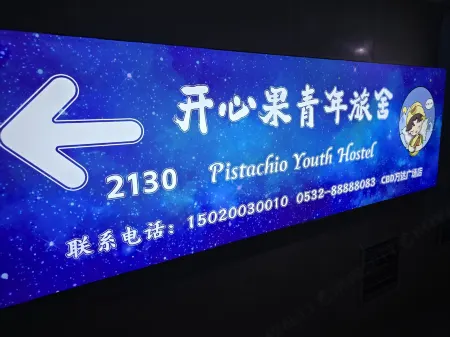 开心果青年旅舍
2130 Pistachio Youth Hostel
联系电话：15020030010 0532-88888083 CBD万达广场店